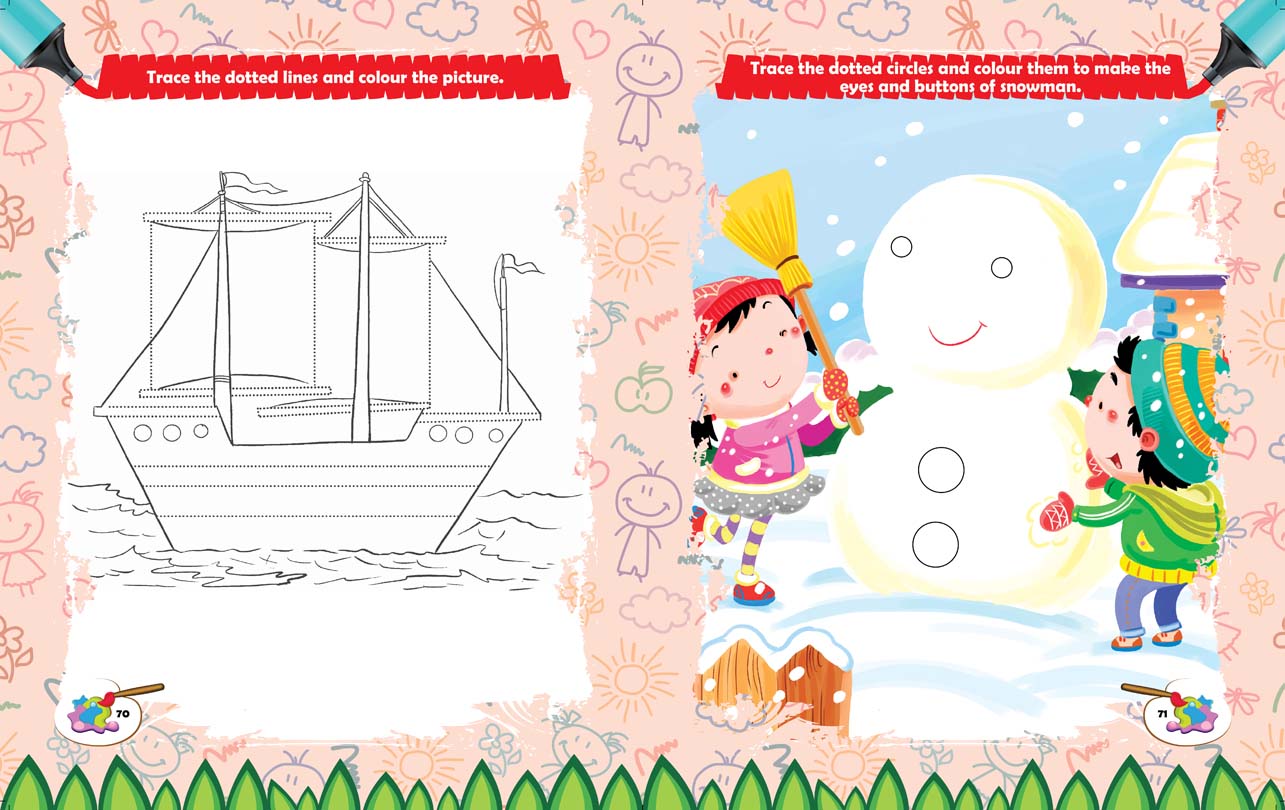 Trace the dotted lines and colour the picture.
70
Trace the dotted circles and colour them to make the
eyes and buttons of snowman.
71